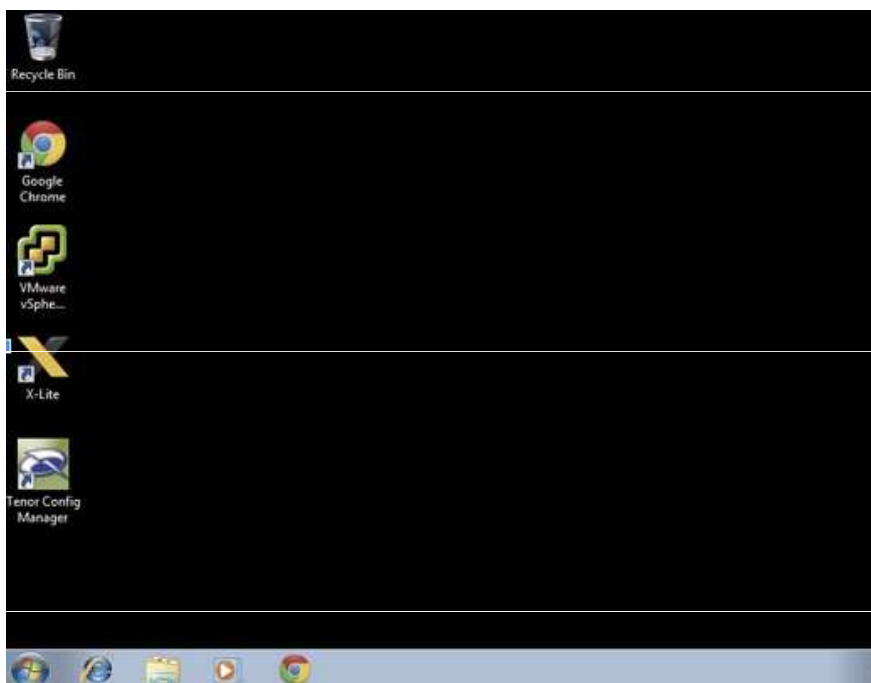 Recycle Bin
Google
Chrome
VMware
vSphe...
X-Lite
Tenor Config
Manager